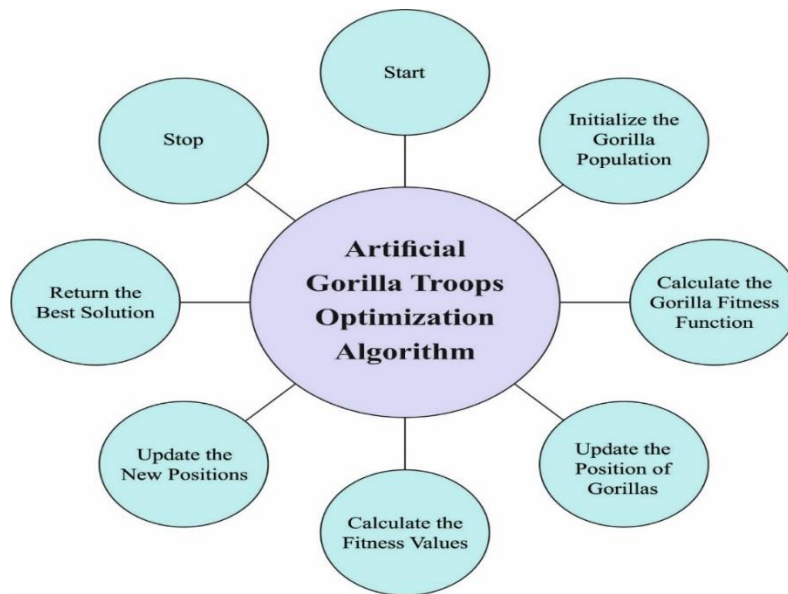 Start
Initialize the
Gorilla
Population
Calculate the
Gorilla Fitness
Function
Update the
Position of
Gorillas
Calculate the
Fitness Values
Update the
New Positions
Return the
Best Solution
Stop
Artificial
Gorilla Troops
Optimization
Algorithm